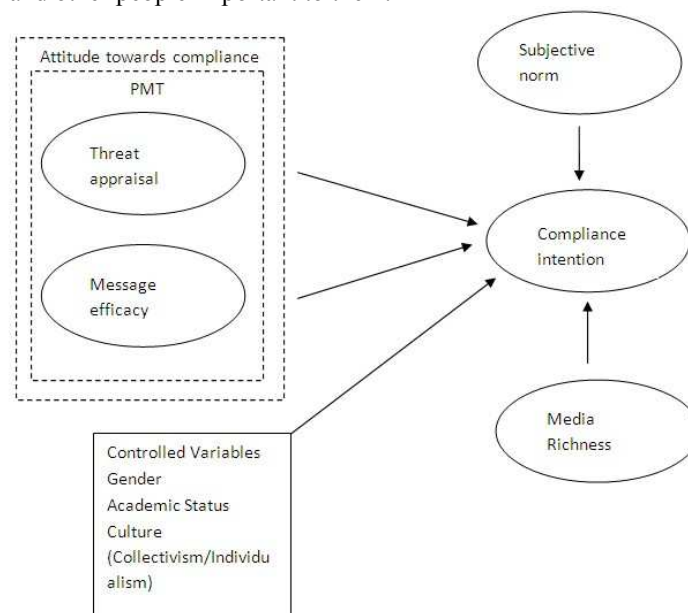 Attitude towards compliance
PMT
Threat
appraisal
Message
efficacy
Subjective
norm
Compliance
intention
Media
Richness
Controlled Variables
Gender
Academic Status
Culture
(Collectivism/Individu
alism)